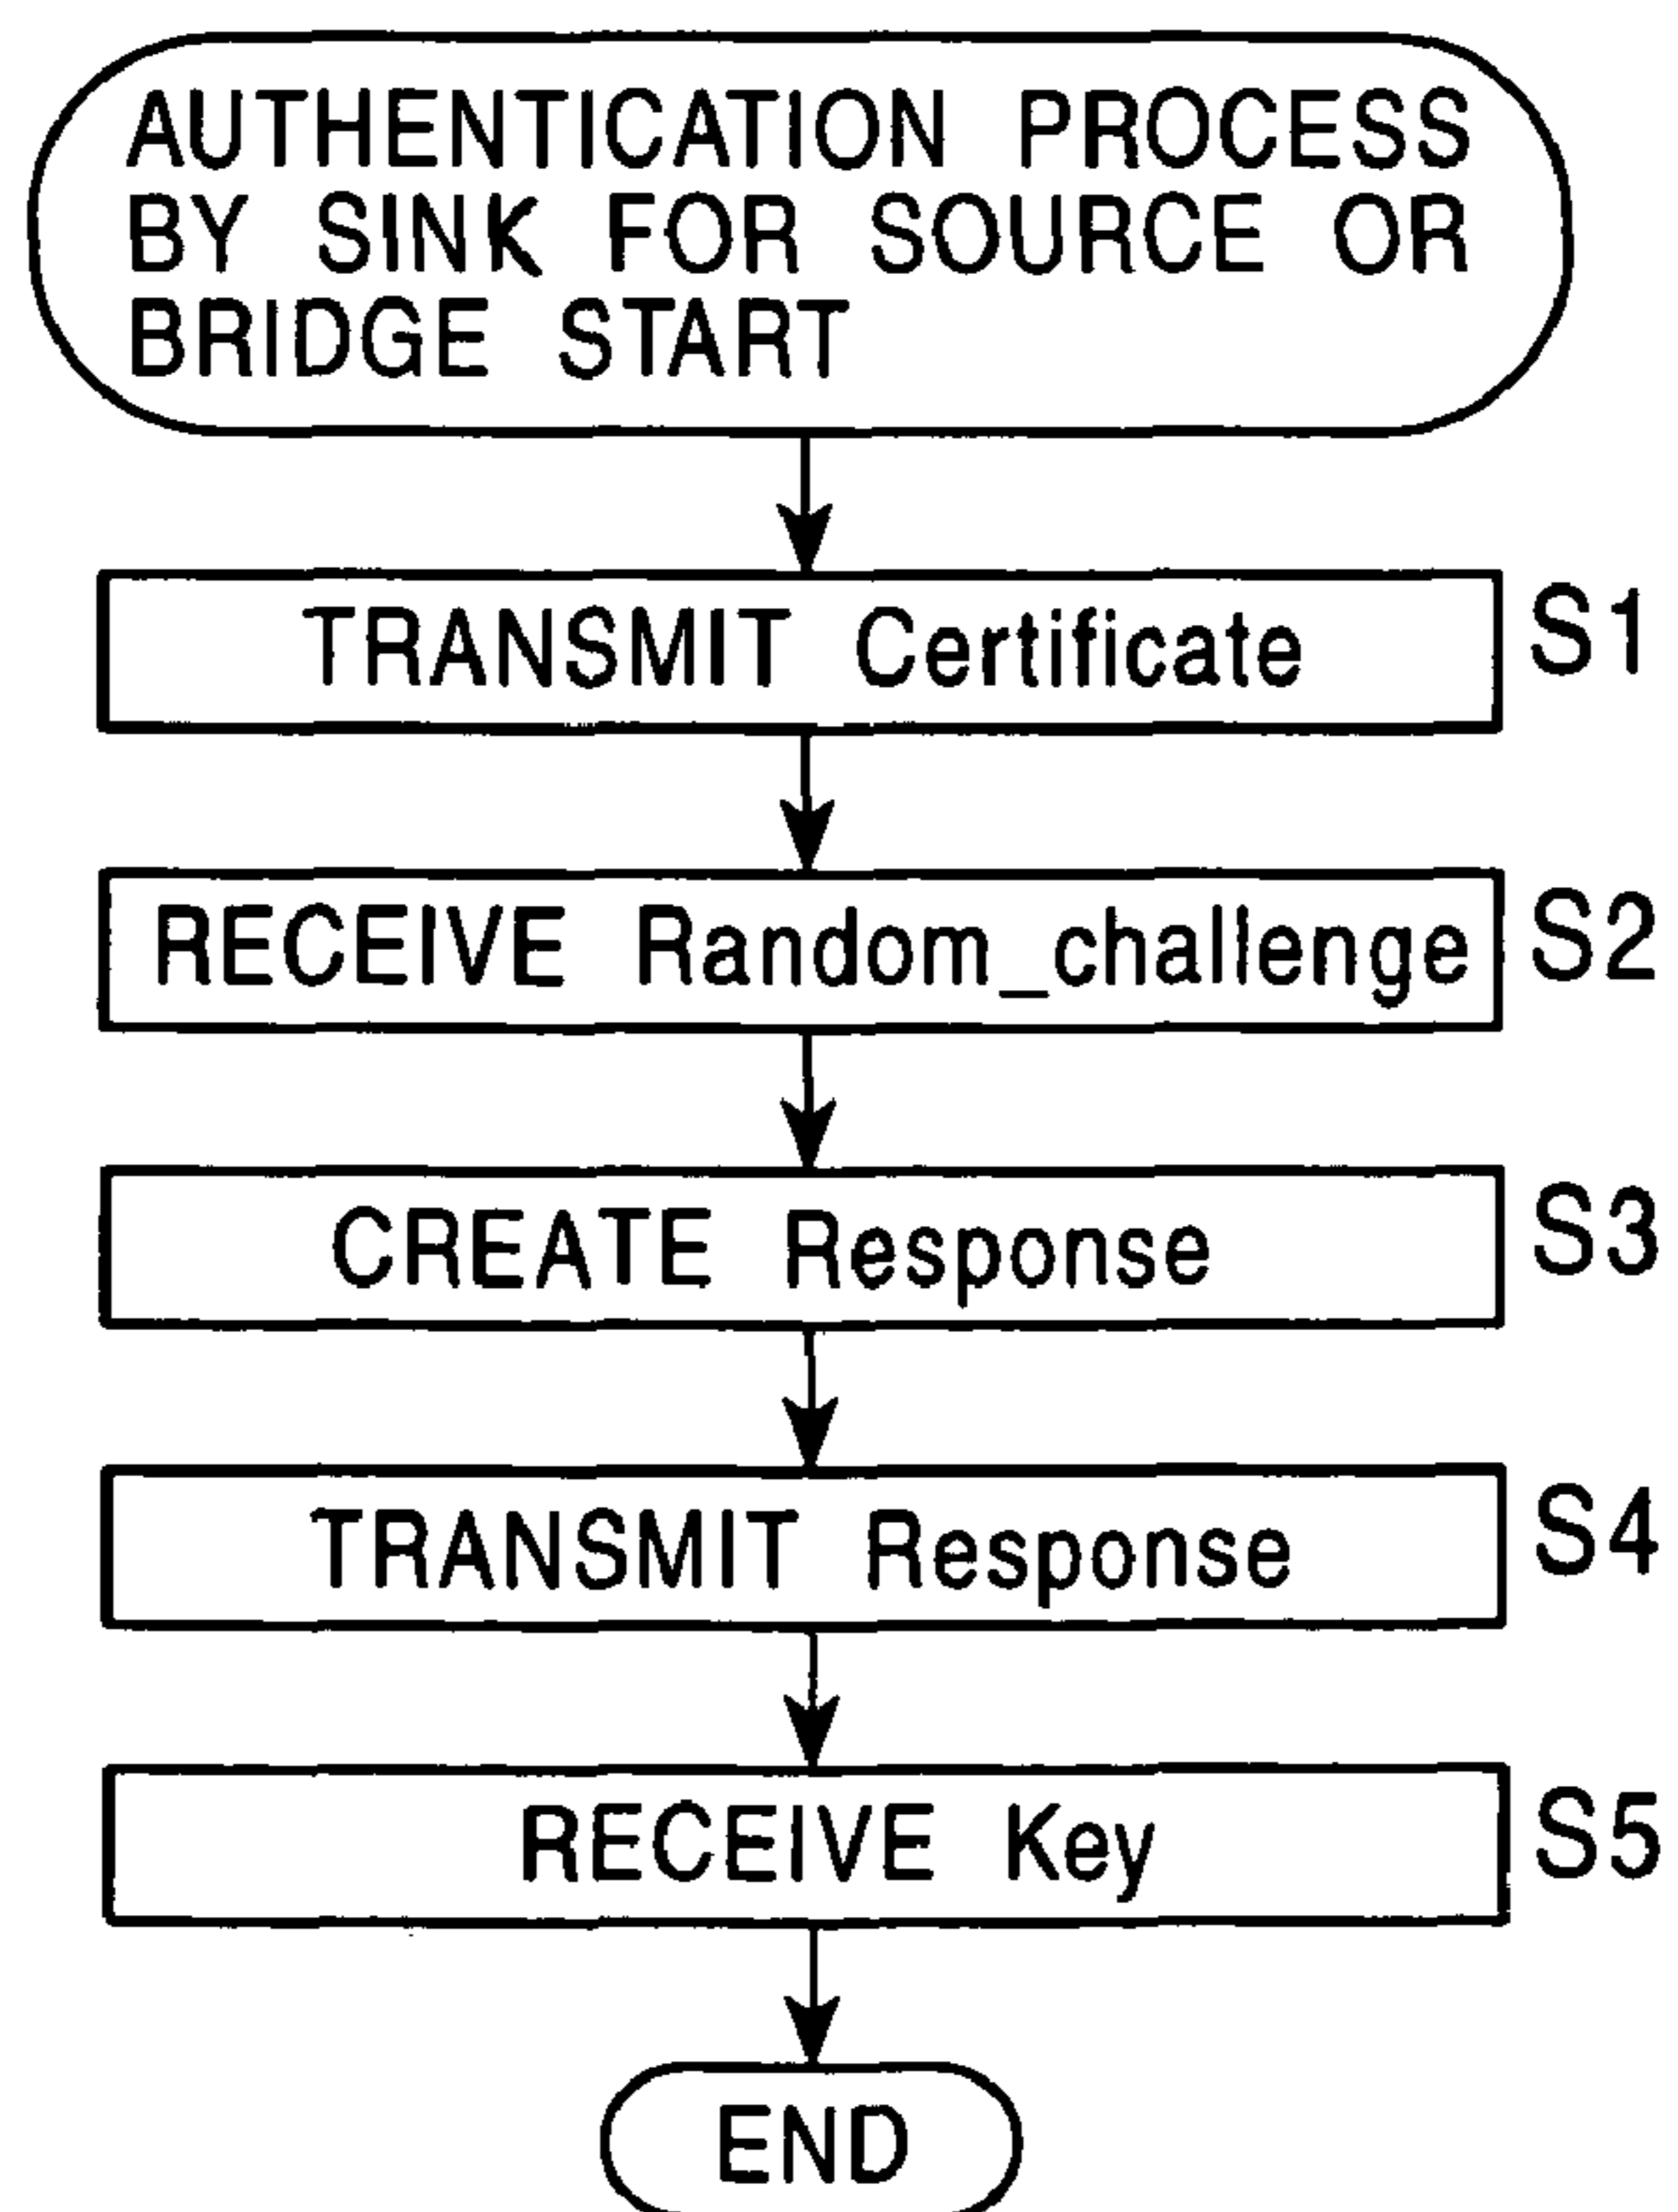 AUTHENTICATION PROCESS
BY SINK FOR SOURCE OR
BRIDGE START
TRANSMIT Certificate S1
RECEIVE Random_challenge S2
CREATE Response S3
TRANSMIT Response S4
RECEIVE Key S5
END